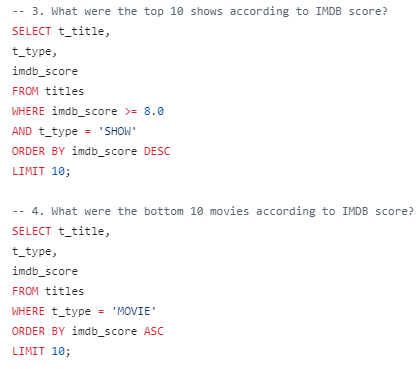 -- 3. What were the top 10 shows according to IMDB score?
SELECT t_title,
t_type,
imdb_score
FROM titles
WHERE imdb_score >= 8.0
AND t_type = 'SHOW'
ORDER BY imdb_score DESC
LIMIT 10;
-- 4. What were the bottom 10 movies according to IMDB score?
SELECT t_title,
t_type,
imdb_score
FROM titles
WHERE t_type = 'MOVIE'
ORDER BY imdb_score ASC
LIMIT 10;